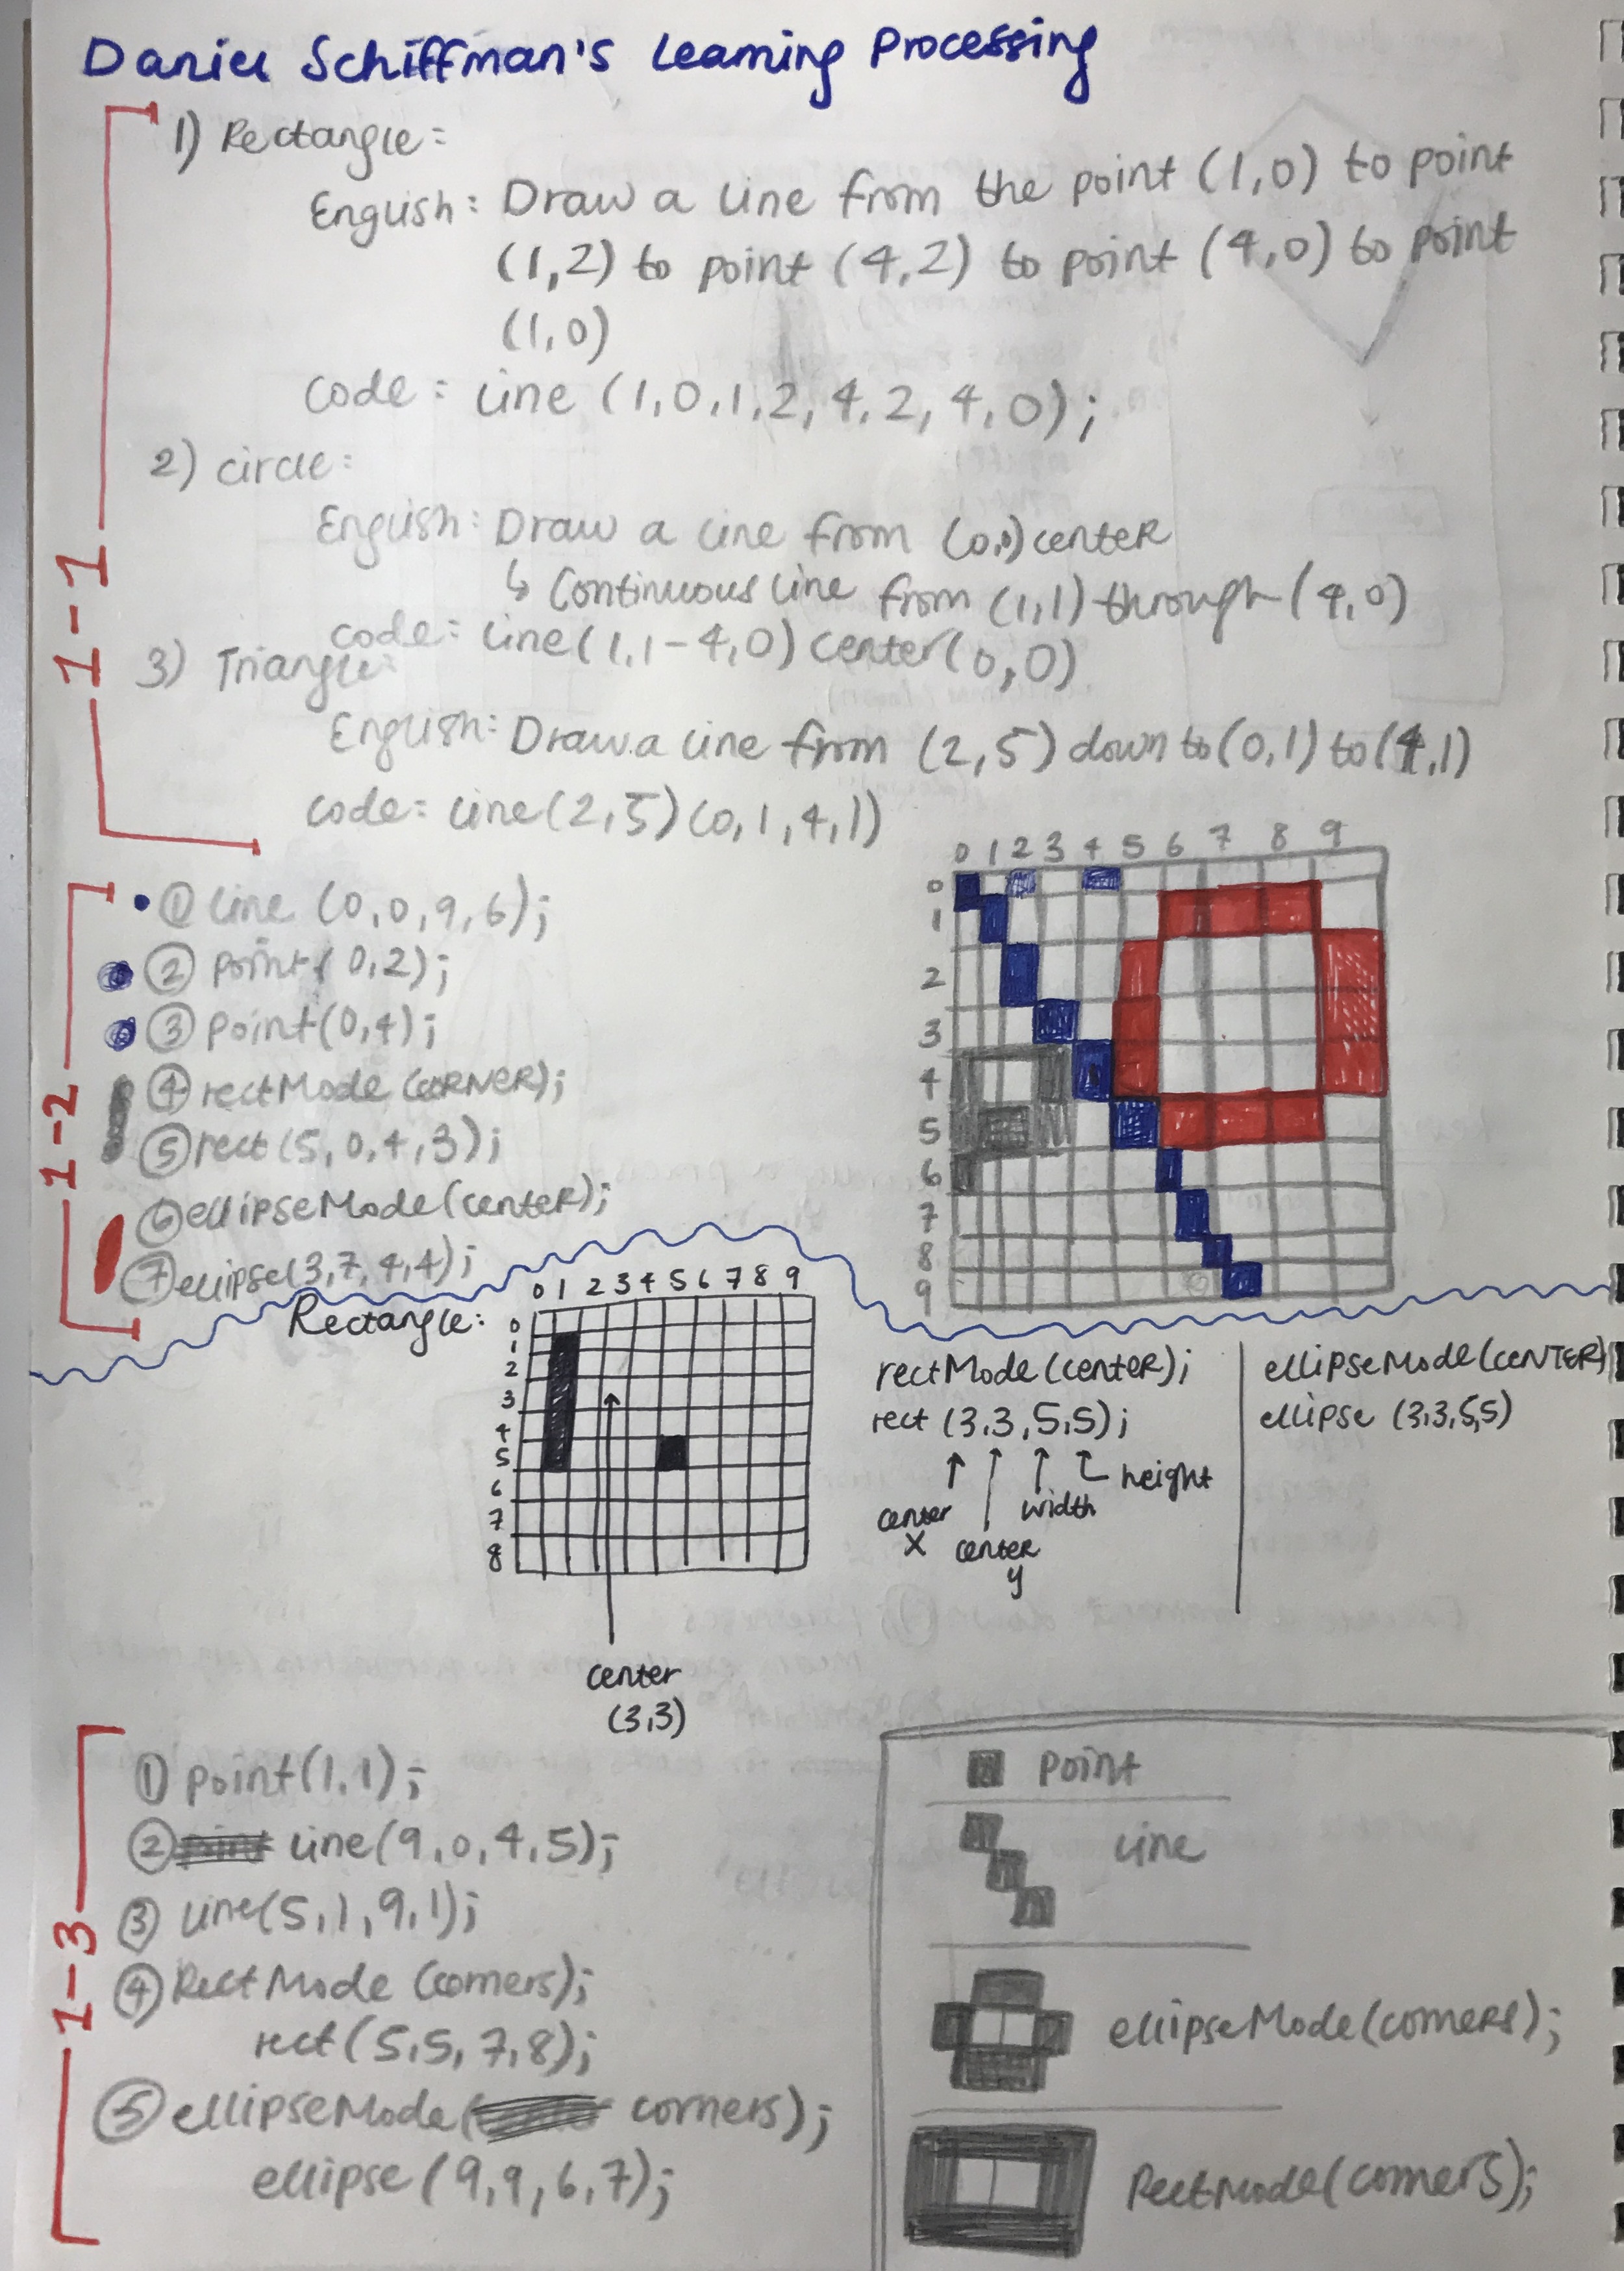 Daniel Schiffman's Learning Processing
1) Rectangle:
English: Draw a line from the point (1,0) to point
(1,2) to point (4,2) to point (4,0) to point
(1,0)
code: line (1,0,1,2,4,2,4,0);
2) circle:
English: Draw a line from (0,0) center
↳ Continuous line from (1,1) through (4,0)
code: line(1,1-4,0) center(0,0)
3) Triangle:
English: Draw a line from (2,5) down to (0,1) to (4,1)
code: line(2,5)(0,1,4,1)
1-1
① line (0,0,9,6);
② point(0,2);
③ point(0,4);
④ rectMode (CORNER);
⑤ rect(5,0,4,3);
⑥ ellipseMode(center);
⑦ ellipse(3,7,4,4);
1-2
0 1 2 3 4 5 6 7 8 9
0
1
2
3
4
5
6
7
8
9
Rectangle:
0 1 2 3 4 5 6 7 8 9
0
1
2
3
4
5
6
7
8
center
(3,3)
rectMode(center);
rect (3,3,5,5);
center
x
center
y
width
height
ellipseMode(CENTER)
ellipse (3,3,5,5)
1-3
① point(1,1);
② point line(9,0,4,5);
③ line(5,1,9,1);
④ RectMode (corners);
rect(5,5,7,8);
⑤ ellipseMode( corners);
ellipse (9,9,6,7);
point
line
ellipseMode(corners);
RectMode(corners);